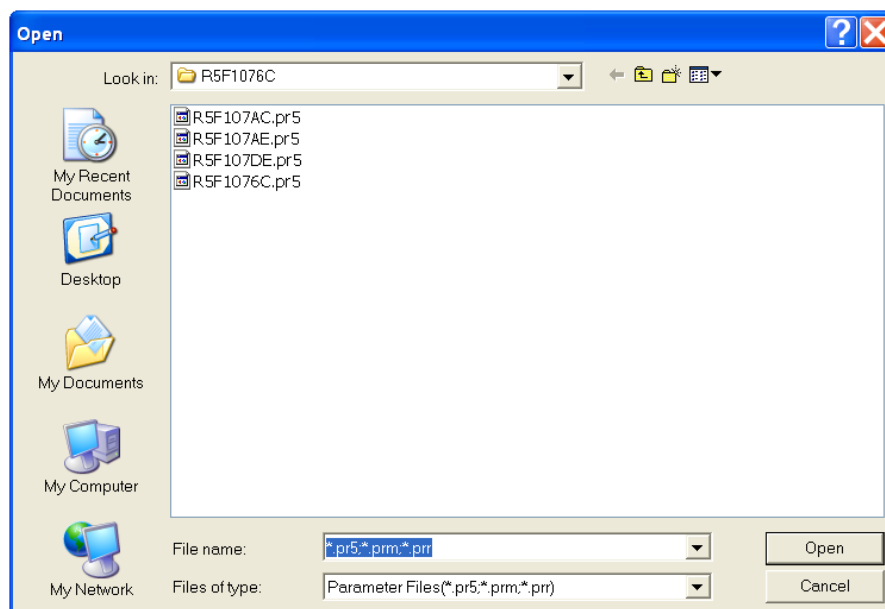 Open
Look in:
R5F1076C
R5F107AC.pr5
R5F107AE.pr5
R5F107DE.pr5
R5F1076C.pr5
My Recent
Documents
Desktop
My Documents
My Computer
My Network
File name:
*.pr5;*.prm;*.prr
Open
Files of type:
Parameter Files(*.pr5;*.prm;*.prr)
Cancel